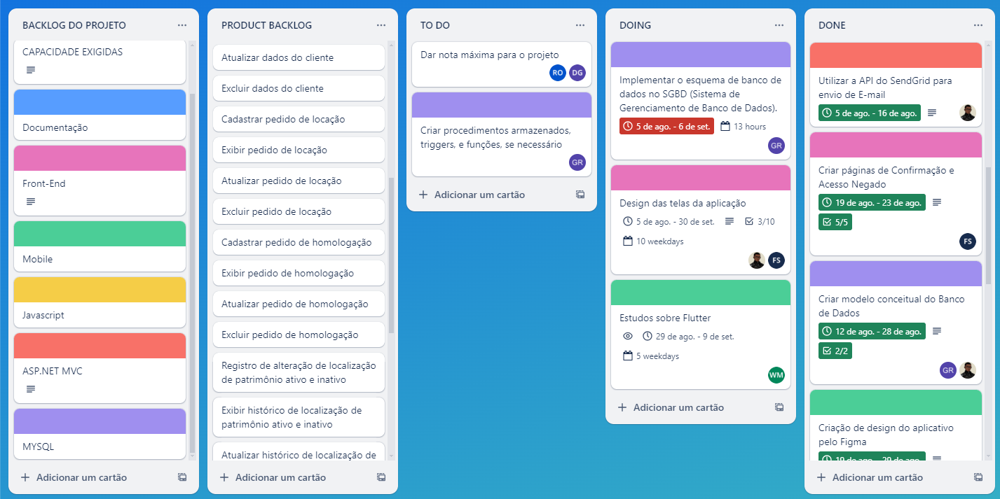 BACKLOG DO PROJETO
CAPACIDADE EXIGIDAS
Documentação
Front-End
Mobile
Javascript
ASP.NET MVC
MYSQL
Adicionar um cartão
PRODUCT BACKLOG
Atualizar dados do cliente
Excluir dados do cliente
Cadastrar pedido de locação
Exibir pedido de locação
Atualizar pedido de locação
Excluir pedido de locação
Cadastrar pedido de homologação
Exibir pedido de homologação
Atualizar pedido de homologação
Excluir pedido de homologação
Registro de alteração de localização
de patrimônio ativo e inativo
Exibir histórico de localização de
patrimônio ativo e inativo
Atualizar histórico de localização de
Adicionar um cartão
TO DO
Dar nota máxima para o projeto
RO DG
Criar procedimentos armazenados,
triggers, e funções, se necessário
GR
Adicionar um cartão
DOING
Implementar o esquema de banco de
dados no SGBD (Sistema de
Gerenciamento de Banco de Dados).
5 de ago. - 6 de set. 13 hours
GR
Design das telas da aplicação
5 de ago. - 30 de set. 3/10
10 weekdays
FS
Estudos sobre Flutter
29 de ago. - 9 de set.
5 weekdays
WM
Adicionar um cartão
DONE
Utilizar a API do SendGrid para
envio de E-mail
5 de ago. - 16 de ago.
Criar páginas de Confirmação e
Acesso Negado
19 de ago. - 23 de ago.
5/5
FS
Criar modelo conceitual do Banco
de Dados
12 de ago. - 28 de ago.
2/2
GR
Criação de design do aplicativo
pelo Figma
19 de ago. - 29 de ago.
Adicionar um cartão